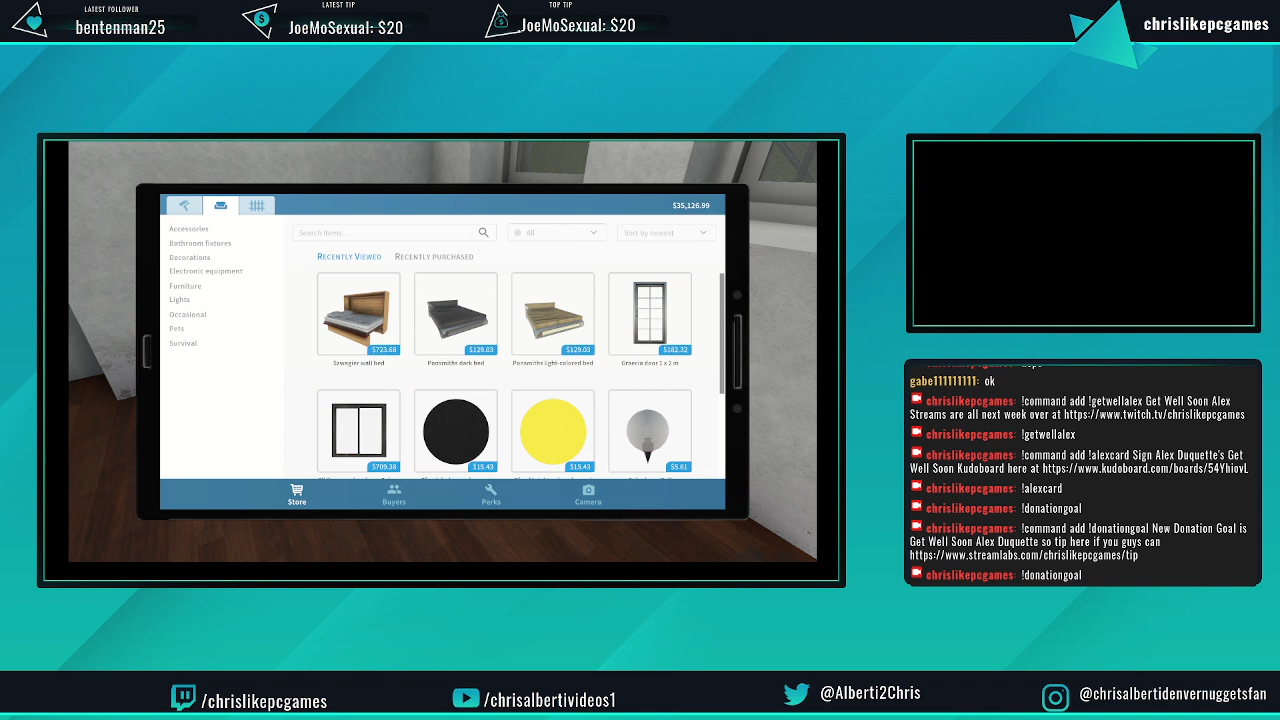 LATEST FOLLOWER
bentenman25
LATEST TIP
JoeMoSexual: $20
TOP TIP
JoeMoSexual: $20
chrislikepcgames
$35,126.99
Accessories
Bathroom fixtures
Decorations
Electronic equipment
Furniture
Lights
Occasional
Pets
Survival
Search items...
All
Sort by newest
RECENTLY VIEWED
RECENTLY PURCHASED
$723.68
$129.03
$129.03
$182.32
Szwagier wall bed
Ponsmiths dark bed
Ponsmiths light-colored bed
Graecia door 1 x 2 m
$709.38
$15.43
$15.43
$5.61
Store
Buyers
Perks
Camera
gabe111111111: ok
chrislikepcgames: !command add !getwellalex Get Well Soon Alex
Streams are all next week over at https://www.twitch.tv/chrislikepcgames
chrislikepcgames: !getwellalex
chrislikepcgames: !command add !alexcard Sign Alex Duquette's Get
Well Soon Kudoboard here at https://www.kudoboard.com/boards/54YhiovL
chrislikepcgames: !alexcard
chrislikepcgames: !donationgoal
chrislikepcgames: !command add !donationgoal New Donation Goal is
Get Well Soon Alex Duquette so tip here if you guys can
https://www.streamlabs.com/chrislikepcgames/tip
chrislikepcgames: !donationgoal
/chrislikepcgames
/chrisalbertivideos1
@Alberti2Chris
@chrisalbertidenvernuggetsfan